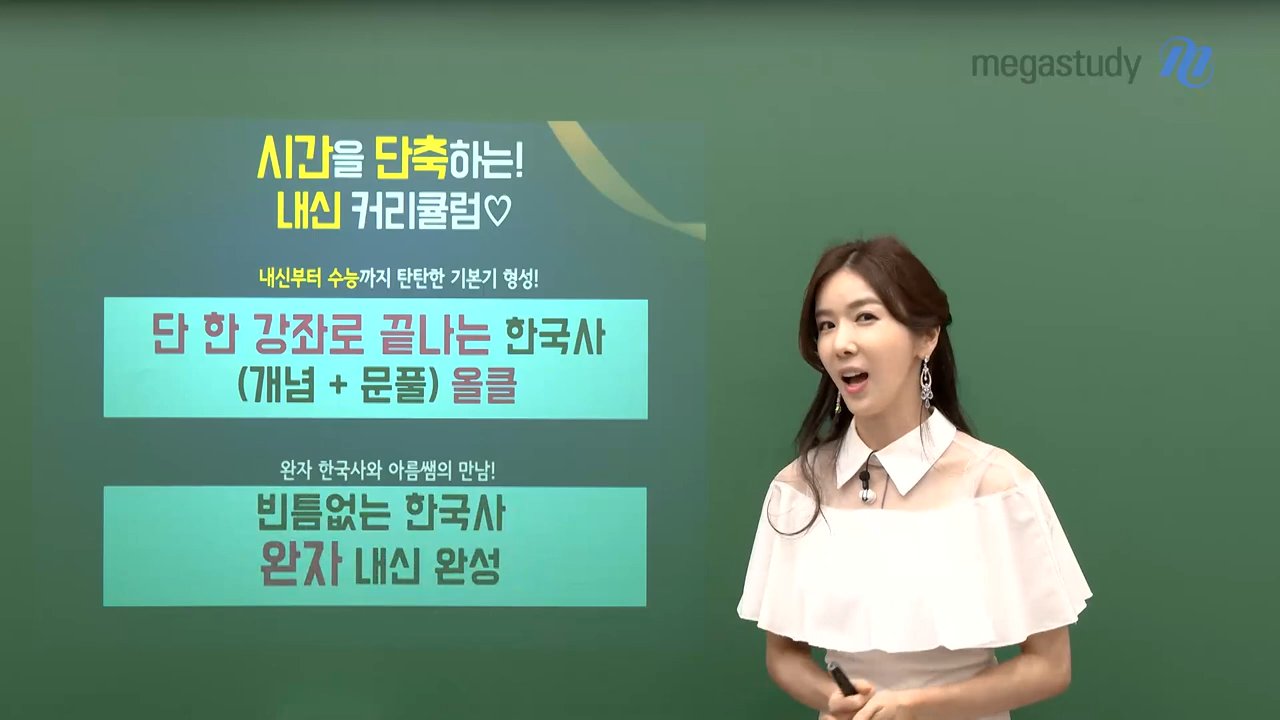 megastudy
시간을 단축하는!
내신 커리큘럼♡
내신부터 수능까지 탄탄한 기본기 형성!
단 한 강좌로 끝나는 한국사
(개념 + 문풀) 올클
완자 한국사와 아름쌤의 만남!
빈틈없는 한국사
완자 내신 완성